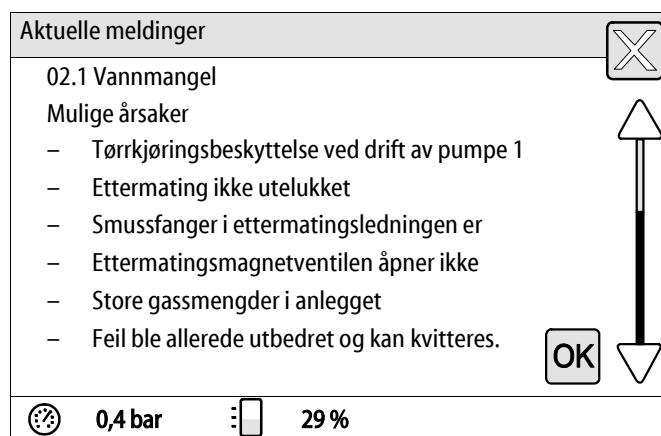 Aktuelle meldinger
X
02.1 Vannmangel
Mulige årsaker
– Tørrkjøringsbeskyttelse ved drift av pumpe 1
– Ettermating ikke utelukket
– Smussfanger i ettermatingsledningen er
– Ettermatingsmagnetventilen åpner ikke
– Store gassmengder i anlegget
– Feil ble allerede utbedret og kan kvitteres.
OK
0,4 bar 29 %